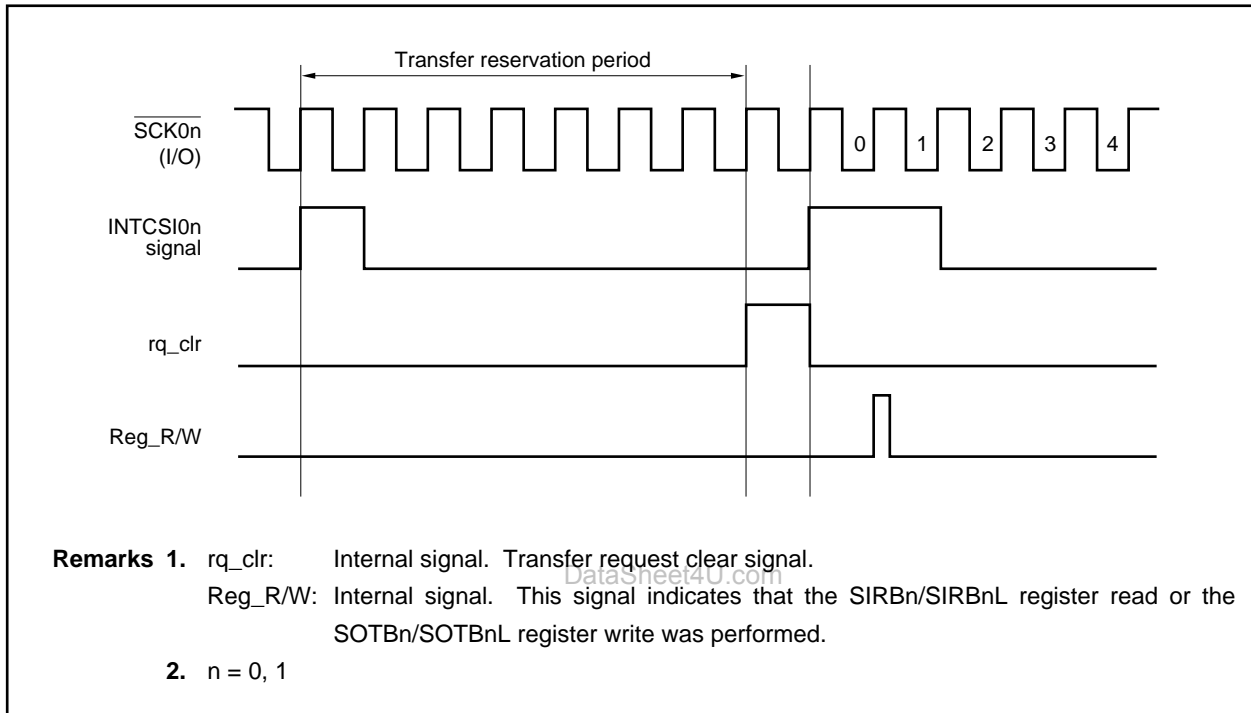 Transfer reservation period
SCK0n
(I/O)
0 1 2 3 4
INTCSI0n
signal
rq_clr
Reg_R/W
Remarks 1. rq_clr: Internal signal. Transfer request clear signal.
DataSheet4U.com
Reg_R/W: Internal signal. This signal indicates that the SIRBn/SIRBnL register read or the
SOTBn/SOTBnL register write was performed.
2. n = 0, 1